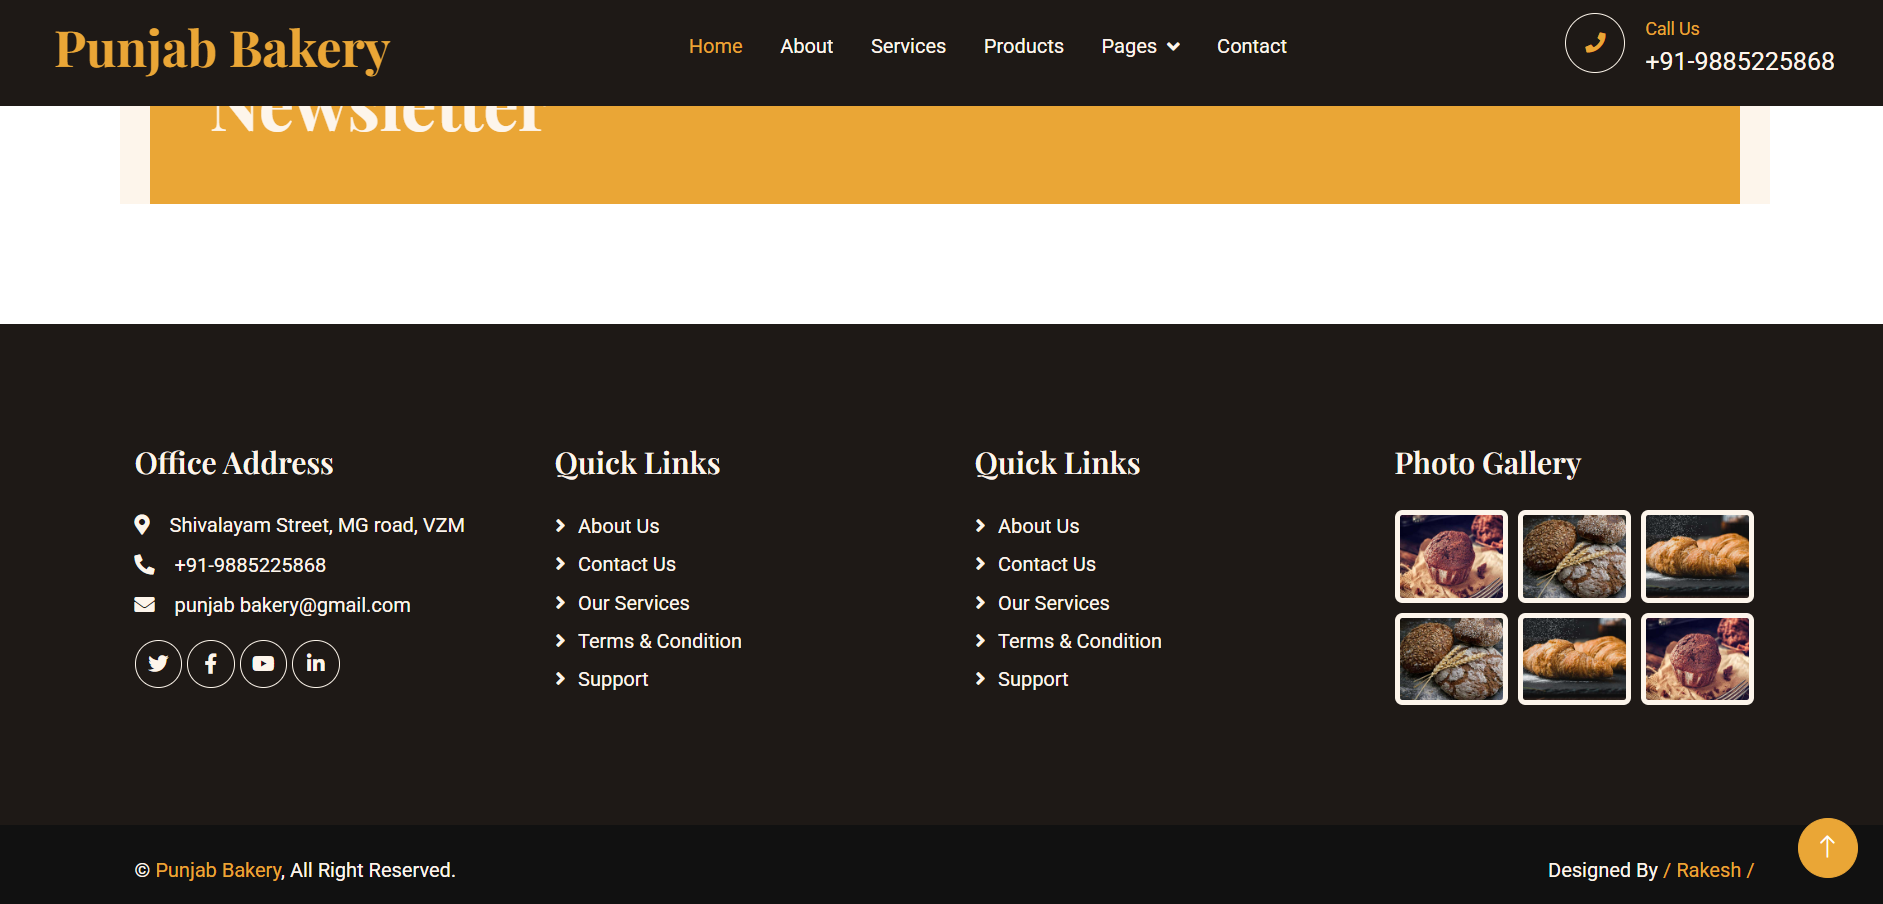 Punjab Bakery
Home
About
Services
Products
Pages
Contact
Call Us
+91-9885225868
Newsletter
Office Address
Shivalayam Street, MG road, VZM
+91-9885225868
punjab bakery@gmail.com
Quick Links
About Us
Contact Us
Our Services
Terms & Condition
Support
Quick Links
About Us
Contact Us
Our Services
Terms & Condition
Support
Photo Gallery
© Punjab Bakery, All Right Reserved.
Designed By / Rakesh /